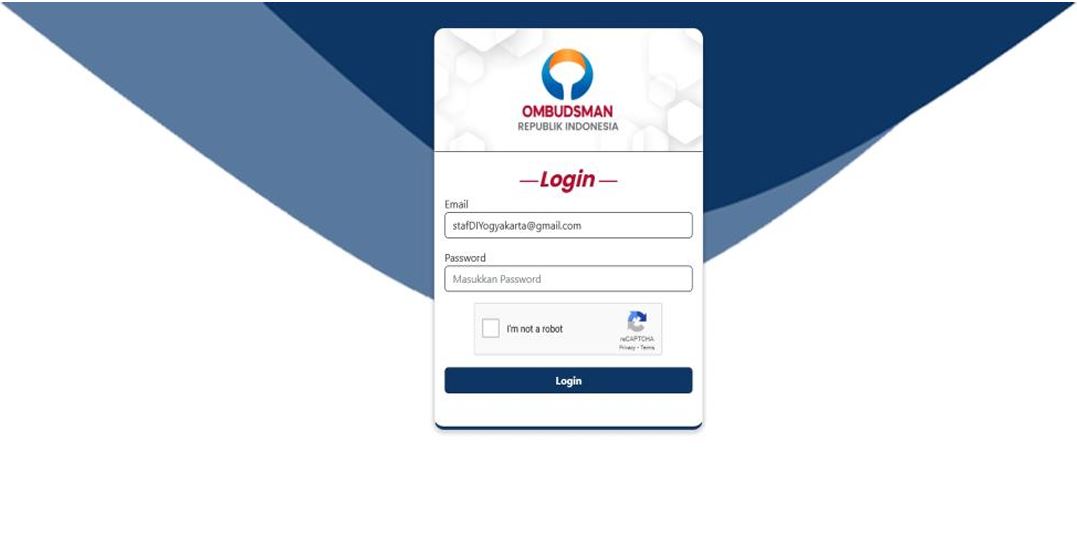 OMBUDSMAN
REPUBLIK INDONESIA
—Login—
Email
stafDIYogyakarta@gmail.com
Password
Masukkan Password
I'm not a robot
reCAPTCHA
Privacy - Terms
Login